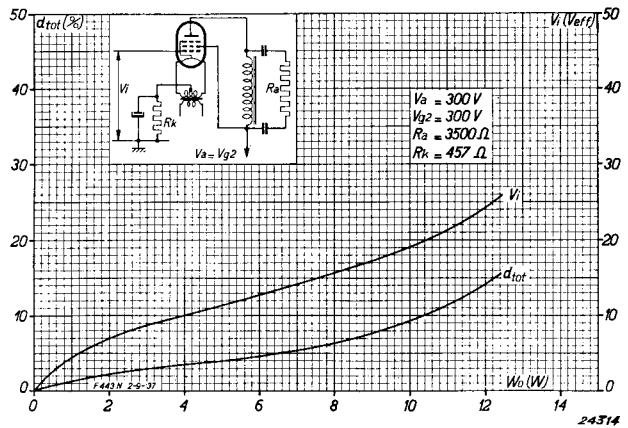 dtot (%)
Vi (Veff)
50
50
40
40
30
30
20
20
10
10
0
0
Vi
Rk
Ra
Va = Vg2
Va = 300 V
Vg2 = 300 V
Ra = 3500 Ω
Rk = 457 Ω
Vi
dtot
F443N 2-9-37
Wo (W)
0
2
4
6
8
10
12
14
24314